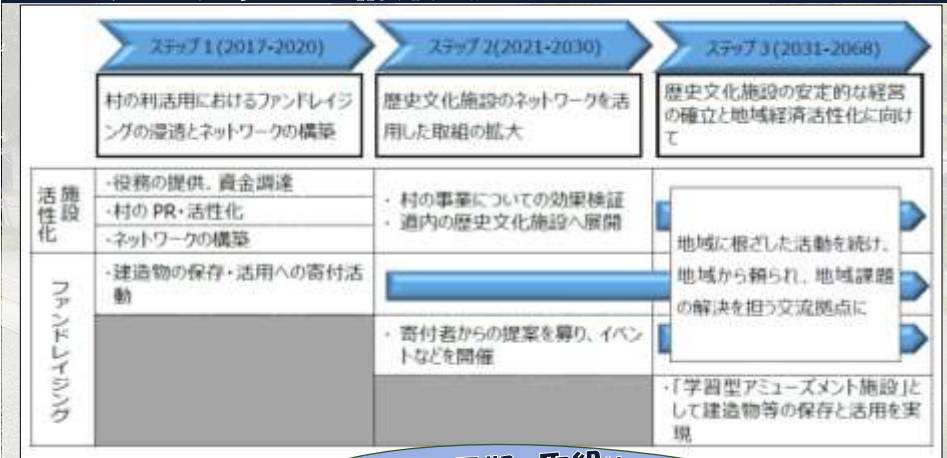 ステップ1(2017-2020)
ステップ2(2021-2030)
ステップ3(2031-2068)
村の利活用におけるファンドレイジ
ングの浸透とネットワークの構築
歴史文化施設のネットワークを活
用した取組の拡大
歴史文化施設の安定的な経営
の確立と地域経済活性化に向け
て
施設
活性化
・役務の提供、資金調達
・村のPR・活性化
・ネットワークの構築
・村の事業についての効果検証
・道内の歴史文化施設へ展開
地域に根ざした活動を続け、
地域から頼られ、地域課題
の解決を担う交流拠点に
ファンドレイジング
・建造物の保存・活用への寄付活
動
・寄付者からの提案を募り、イベン
トなどを開催
・「学習型アミューズメント施設」と
して建造物等の保存と活用を実
現